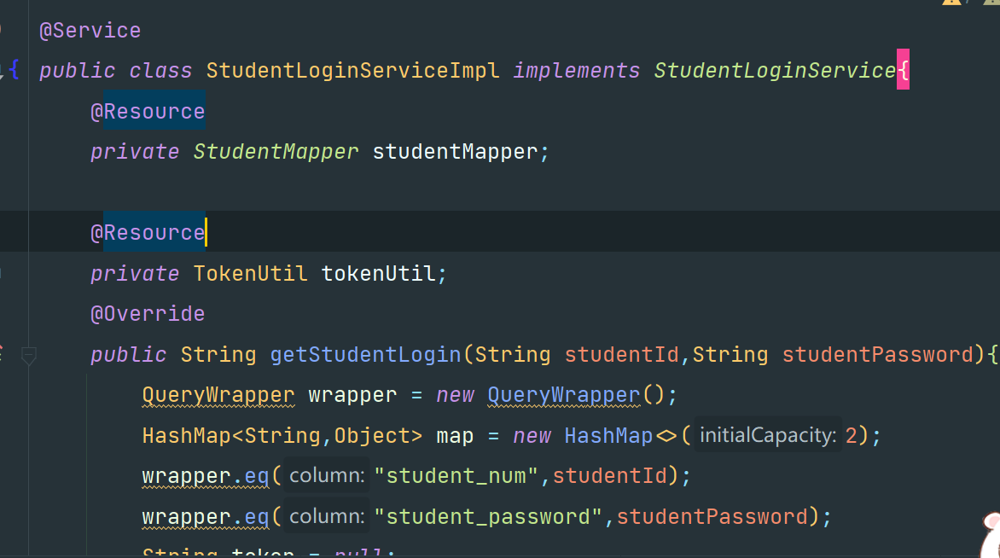 @Service
{ public class StudentLoginServiceImpl implements StudentLoginService{
@Resource
private StudentMapper studentMapper;
@Resource
private TokenUtil tokenUtil;
@Override
public String getStudentLogin(String studentId,String studentPassword){
QueryWrapper wrapper = new QueryWrapper();
HashMap<String,Object> map = new HashMap<>( initialCapacity: 2);
wrapper.eq( column: "student_num",studentId);
wrapper.eq( column: "student_password",studentPassword);
String token = null;